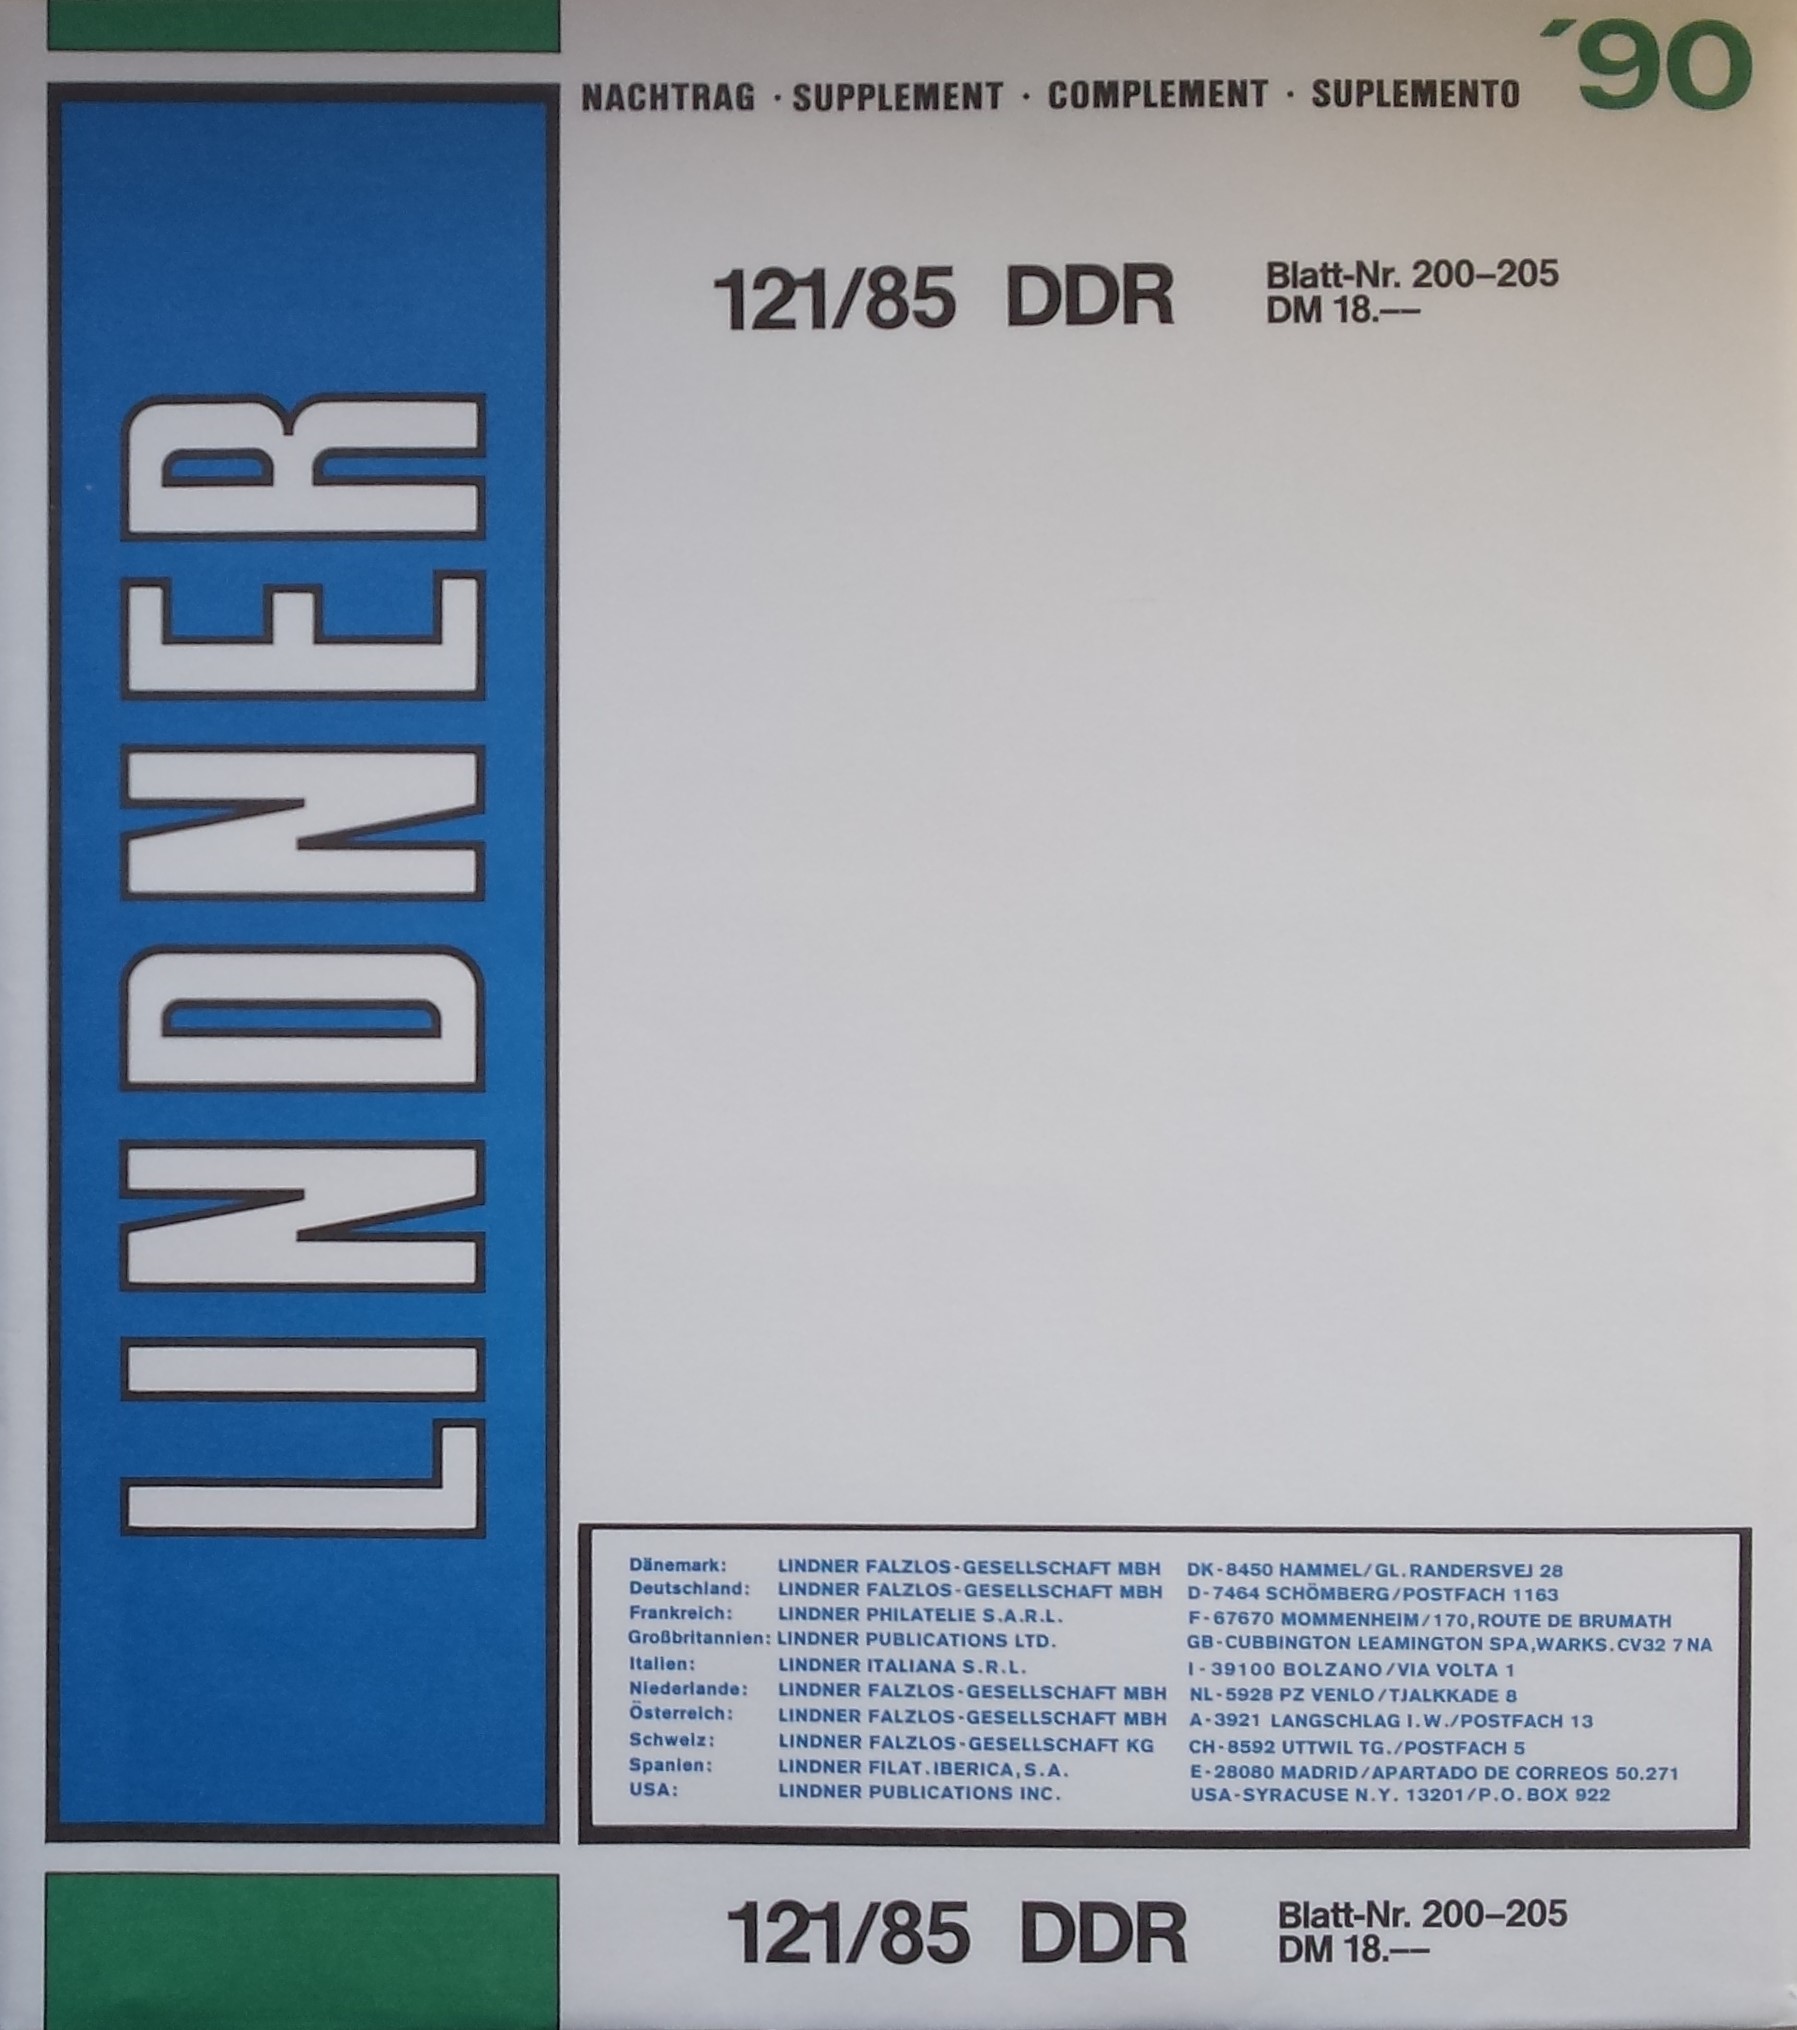 NACHTRAG · SUPPLEMENT · COMPLEMENT · SUPLEMENTO ´90
121/85 DDR Blatt-Nr. 200–205
DM 18.––
LINDNER
Dänemark: LINDNER FALZLOS-GESELLSCHAFT MBH DK-8450 HAMMEL/GL.RANDERSVEJ 28
Deutschland: LINDNER FALZLOS-GESELLSCHAFT MBH D-7464 SCHÖMBERG/POSTFACH 1163
Frankreich: LINDNER PHILATELIE S.A.R.L. F-67670 MOMMENHEIM/170,ROUTE DE BRUMATH
Großbritannien: LINDNER PUBLICATIONS LTD. GB-CUBBINGTON LEAMINGTON SPA,WARKS.CV32 7NA
Italien: LINDNER ITALIANA S.R.L. I-39100 BOLZANO/VIA VOLTA 1
Niederlande: LINDNER FALZLOS-GESELLSCHAFT MBH NL-5928 PZ VENLO/TJALKKADE 8
Österreich: LINDNER FALZLOS-GESELLSCHAFT MBH A-3921 LANGSCHLAG I.W./POSTFACH 13
Schweiz: LINDNER FALZLOS-GESELLSCHAFT KG CH-8592 UTTWIL TG./POSTFACH 5
Spanien: LINDNER FILAT.IBERICA,S.A. E-28080 MADRID/APARTADO DE CORREOS 50.271
USA: LINDNER PUBLICATIONS INC. USA-SYRACUSE N.Y. 13201/P.O.BOX 922
121/85 DDR Blatt-Nr. 200–205
DM 18.––